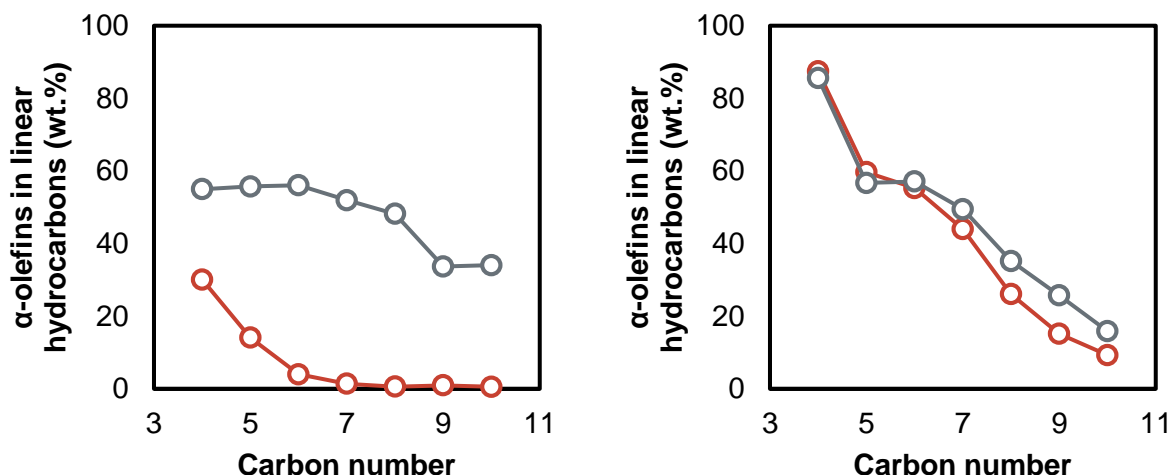 α-olefins in linear
hydrocarbons (wt.%)
100
80
60
40
20
0
3 5 7 9 11
Carbon number
α-olefins in linear
hydrocarbons (wt.%)
100
80
60
40
20
0
3 5 7 9 11
Carbon number